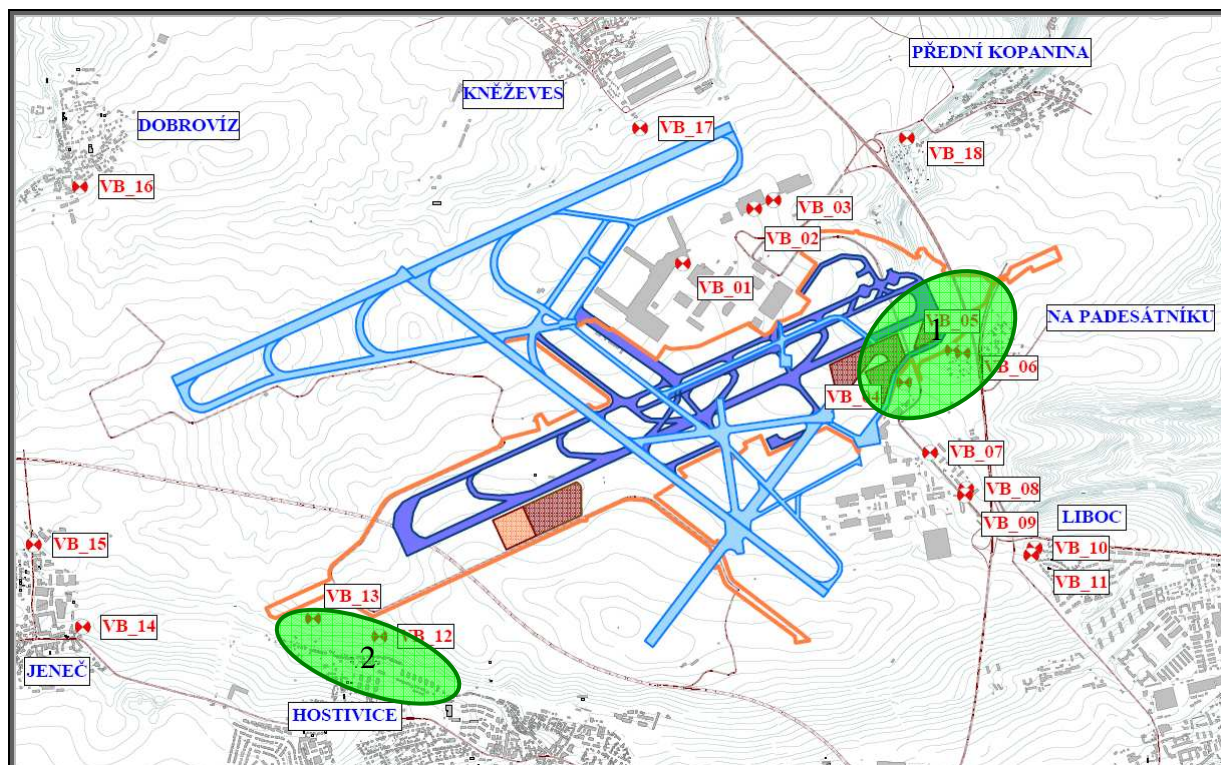 PŘEDNÍ KOPANINA
KNĚŽEVES
DOBROVÍZ
VB_17
VB_18
VB_16
VB_03
VB_02
VB_01
NA PADESÁTNÍKU
VB_05
1
VB_06
VB_04
VB_07
VB_08
LIBOC
VB_09
VB_10
VB_15
VB_11
VB_13
VB_14
VB_12
2
JENEČ
HOSTIVICE